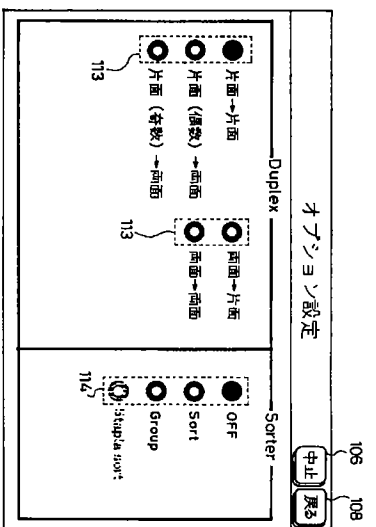 106 108
オプション設定 中止 戻る
Duplex
片面→片面
片面(偶数)→両面
片面(奇数)→両面
113
両面→片面
両面→両面
113
Sorter
OFF
Sort
Group
Stapla sort
114